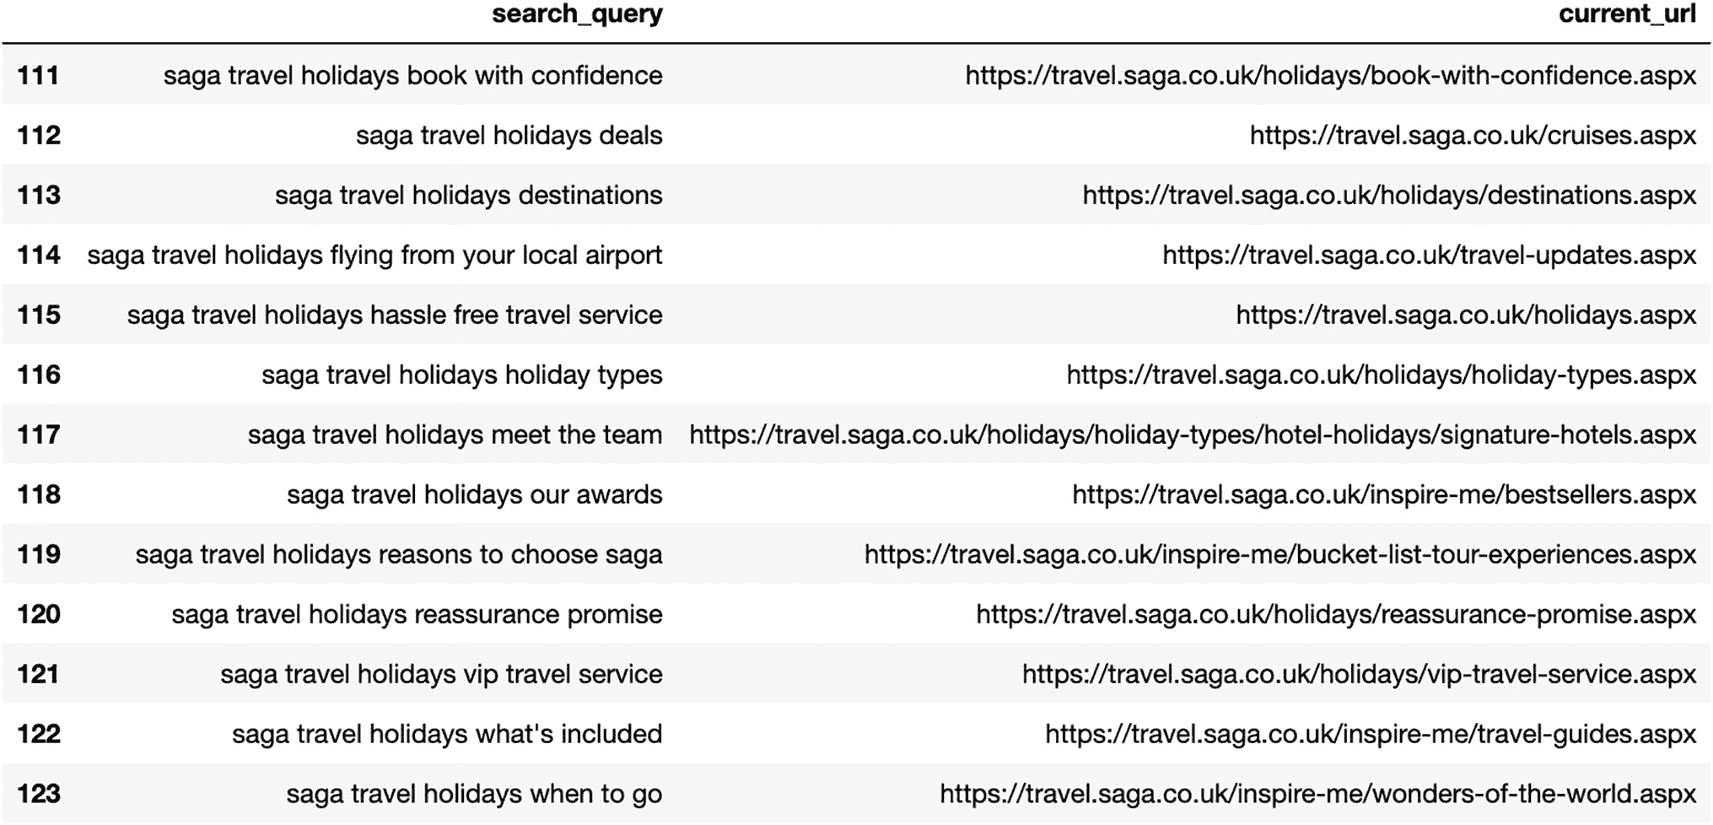 search_query current_url
111 saga travel holidays book with confidence https://travel.saga.co.uk/holidays/book-with-confidence.aspx
112 saga travel holidays deals https://travel.saga.co.uk/cruises.aspx
113 saga travel holidays destinations https://travel.saga.co.uk/holidays/destinations.aspx
114 saga travel holidays flying from your local airport https://travel.saga.co.uk/travel-updates.aspx
115 saga travel holidays hassle free travel service https://travel.saga.co.uk/holidays.aspx
116 saga travel holidays holiday types https://travel.saga.co.uk/holidays/holiday-types.aspx
117 saga travel holidays meet the team https://travel.saga.co.uk/holidays/holiday-types/hotel-holidays/signature-hotels.aspx
118 saga travel holidays our awards https://travel.saga.co.uk/inspire-me/bestsellers.aspx
119 saga travel holidays reasons to choose saga https://travel.saga.co.uk/inspire-me/bucket-list-tour-experiences.aspx
120 saga travel holidays reassurance promise https://travel.saga.co.uk/holidays/reassurance-promise.aspx
121 saga travel holidays vip travel service https://travel.saga.co.uk/holidays/vip-travel-service.aspx
122 saga travel holidays what's included https://travel.saga.co.uk/inspire-me/travel-guides.aspx
123 saga travel holidays when to go https://travel.saga.co.uk/inspire-me/wonders-of-the-world.aspx